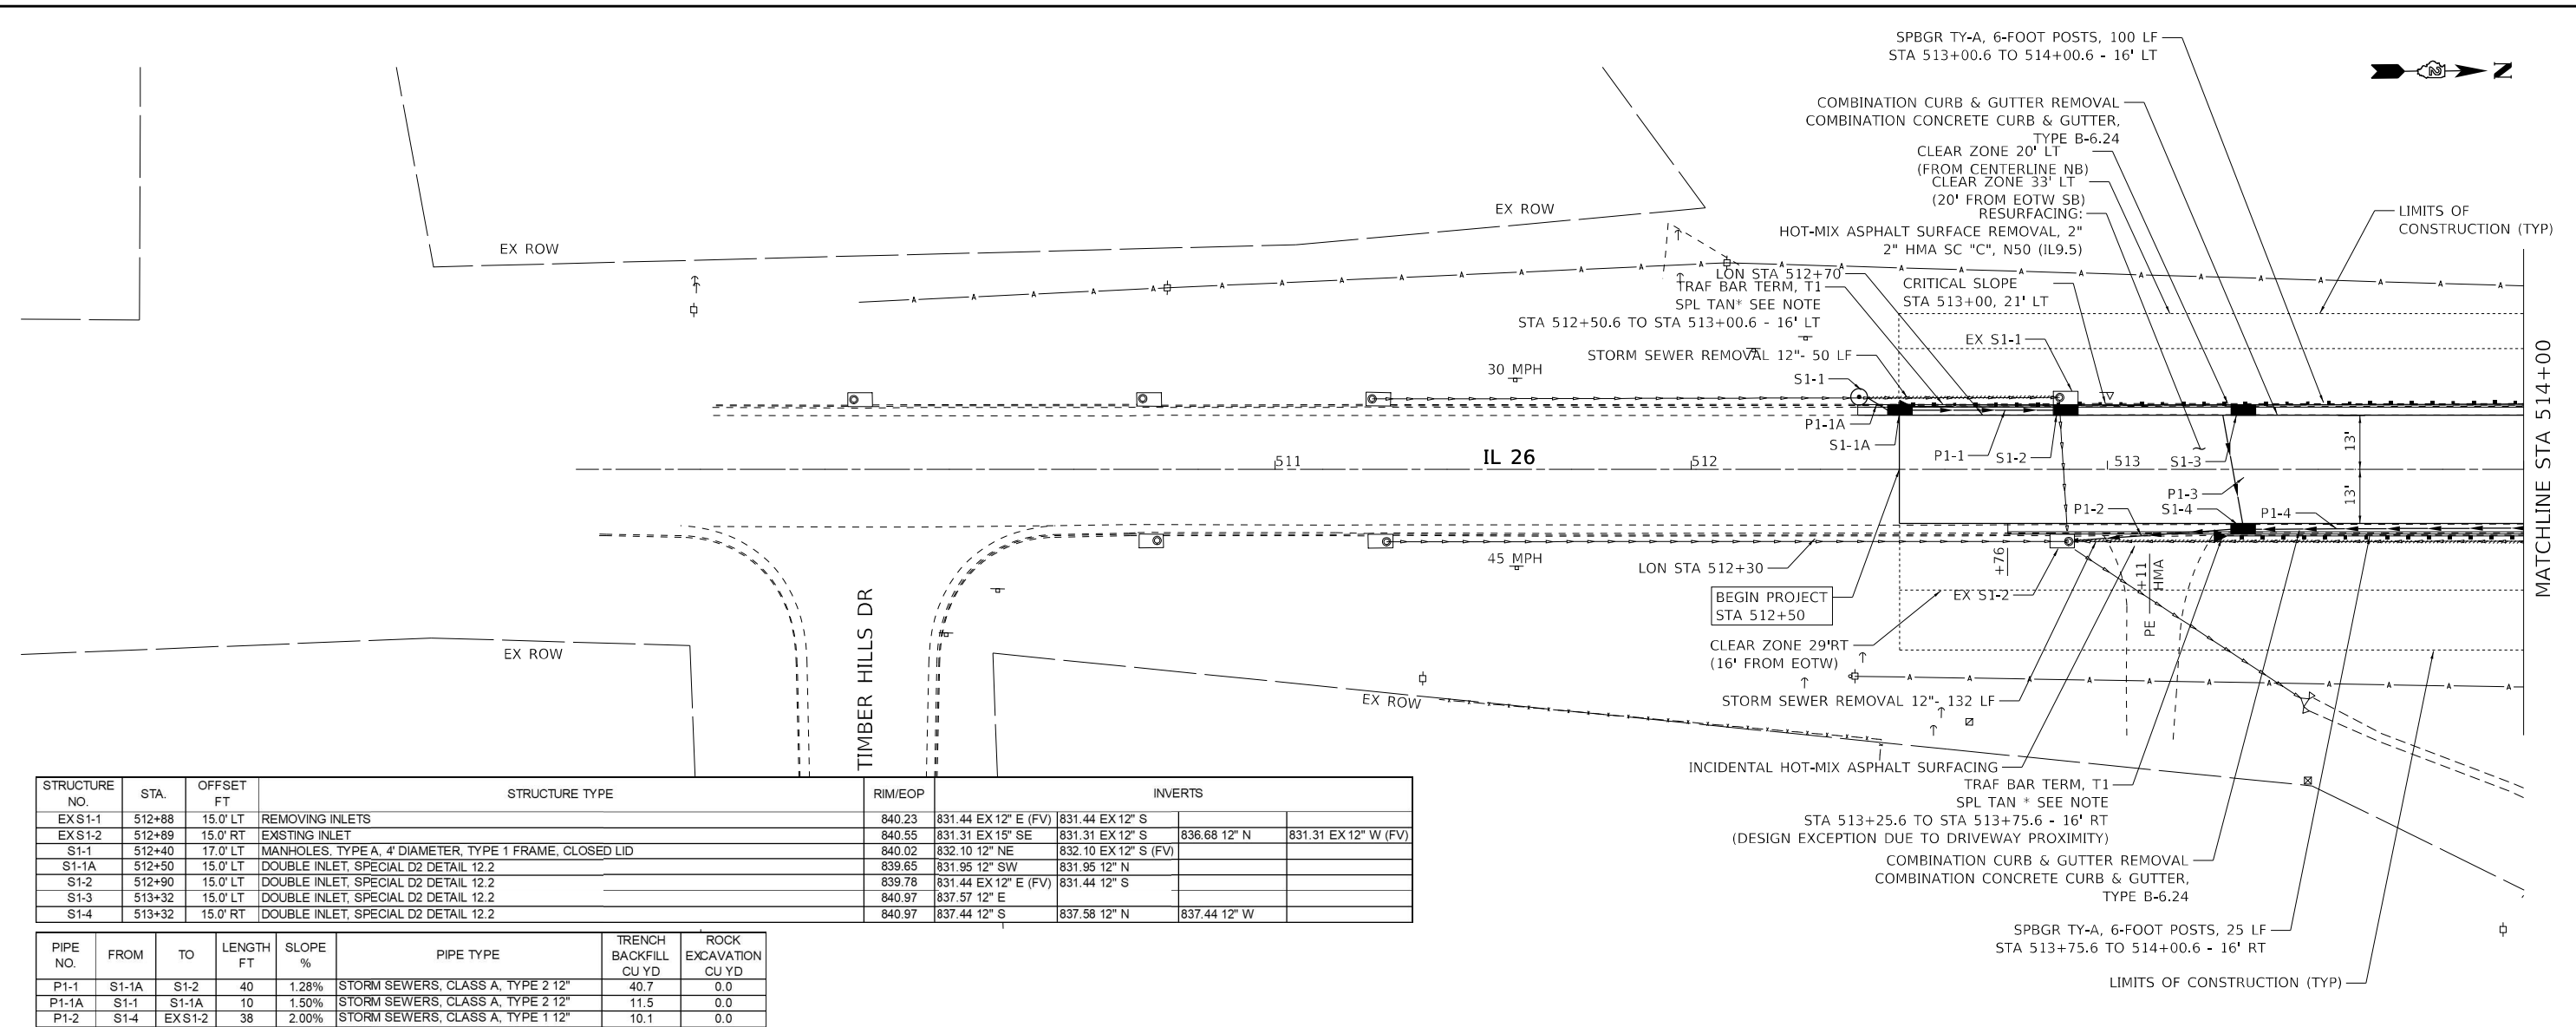 SPBGR TY-A, 6-FOOT POSTS, 100 LF
STA 513+00.6 TO 514+00.6 - 16' LT
N
COMBINATION CURB & GUTTER REMOVAL
COMBINATION CONCRETE CURB & GUTTER,
TYPE B-6.24
CLEAR ZONE 20' LT
(FROM CENTERLINE NB)
CLEAR ZONE 33' LT
(20' FROM EOTW SB)
RESURFACING:
HOT-MIX ASPHALT SURFACE REMOVAL, 2"
2" HMA SC "C", N50 (IL9.5)
LIMITS OF
CONSTRUCTION (TYP)
EX ROW
EX ROW
LON STA 512+70
TRAF BAR TERM, T1
SPL TAN* SEE NOTE
STA 512+50.6 TO STA 513+00.6 - 16' LT
CRITICAL SLOPE
STA 513+00, 21' LT
STORM SEWER REMOVAL 12"- 50 LF
EX S1-1
30 MPH
S1-1
P1-1A
S1-1A
P1-1
S1-2
S1-3
13'
511
IL 26
512
513
13'
P1-3
P1-2
S1-4
P1-4
MATCHLINE STA 514+00
45 MPH
LON STA 512+30
+76
+11
HMA
PE
EX S1-2
BEGIN PROJECT
STA 512+50
CLEAR ZONE 29'RT
(16' FROM EOTW)
TIMBER HILLS DR
EX ROW
EX ROW
STORM SEWER REMOVAL 12"- 132 LF
INCIDENTAL HOT-MIX ASPHALT SURFACING
TRAF BAR TERM, T1
SPL TAN * SEE NOTE
STA 513+25.6 TO STA 513+75.6 - 16' RT
(DESIGN EXCEPTION DUE TO DRIVEWAY PROXIMITY)
COMBINATION CURB & GUTTER REMOVAL
COMBINATION CONCRETE CURB & GUTTER,
TYPE B-6.24
SPBGR TY-A, 6-FOOT POSTS, 25 LF
STA 513+75.6 TO 514+00.6 - 16' RT
LIMITS OF CONSTRUCTION (TYP)
STRUCTURE NO. STA. OFFSET FT STRUCTURE TYPE RIM/EOP INVERTS
EX S1-1 512+88 15.0' LT REMOVING INLETS 840.23 831.44 EX 12" E (FV) 831.44 EX 12" S
EX S1-2 512+89 15.0' RT EXISTING INLET 840.55 831.31 EX 15" SE 831.31 EX 12" S 836.68 12" N 831.31 EX 12" W (FV)
S1-1 512+40 17.0' LT MANHOLES, TYPE A, 4' DIAMETER, TYPE 1 FRAME, CLOSED LID 840.02 832.10 12" NE 832.10 EX 12" S (FV)
S1-1A 512+50 15.0' LT DOUBLE INLET, SPECIAL D2 DETAIL 12.2 839.65 831.95 12" SW 831.95 12" N
S1-2 512+90 15.0' LT DOUBLE INLET, SPECIAL D2 DETAIL 12.2 839.78 831.44 EX 12" E (FV) 831.44 12" S
S1-3 513+32 15.0' LT DOUBLE INLET, SPECIAL D2 DETAIL 12.2 840.97 837.57 12" E
S1-4 513+32 15.0' RT DOUBLE INLET, SPECIAL D2 DETAIL 12.2 840.97 837.44 12" S 837.58 12" N 837.44 12" W
PIPE NO. FROM TO LENGTH FT SLOPE % PIPE TYPE TRENCH BACKFILL CU YD ROCK EXCAVATION CU YD
P1-1 S1-1A S1-2 40 1.28% STORM SEWERS, CLASS A, TYPE 2 12" 40.7 0.0
P1-1A S1-1 S1-1A 10 1.50% STORM SEWERS, CLASS A, TYPE 2 12" 11.5 0.0
P1-2 S1-4 EX S1-2 38 2.00% STORM SEWERS, CLASS A, TYPE 1 12" 10.1 0.0